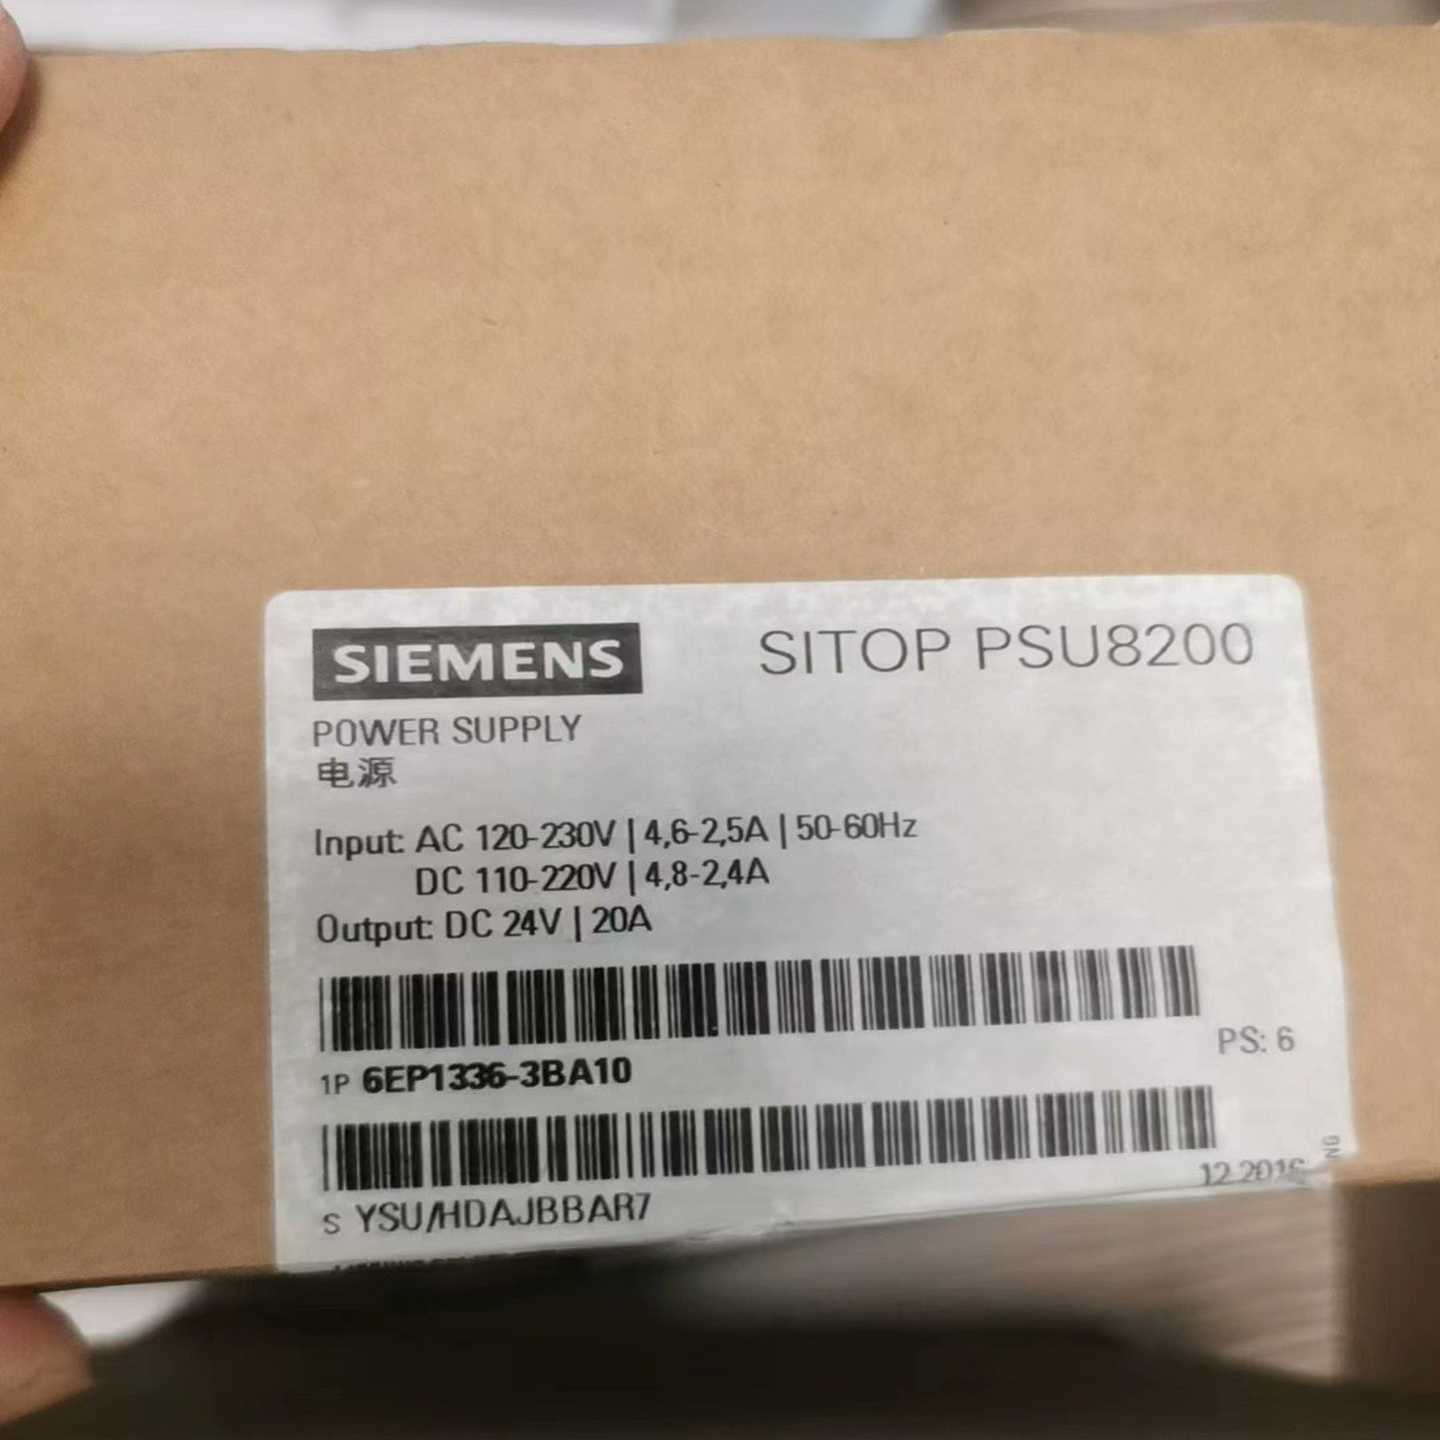 SIEMENS
SITOP PSU8200
POWER SUPPLY
电源
Input: AC 120-230V | 4,6-2,5A | 50-60Hz
DC 110-220V | 4,8-2,4A
Output: DC 24V | 20A
PS: 6
1P 6EP1336-3BA10
S YSU/HDAJBBAR7